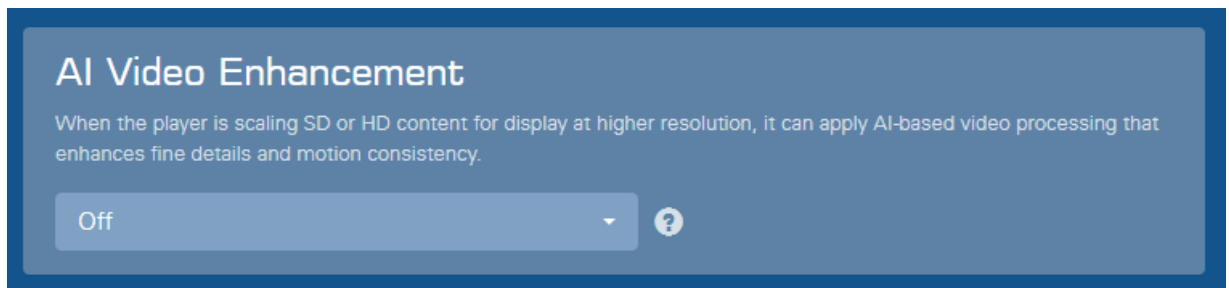 AI Video Enhancement
When the player is scaling SD or HD content for display at higher resolution, it can apply AI-based video processing that
enhances fine details and motion consistency.
Off
?